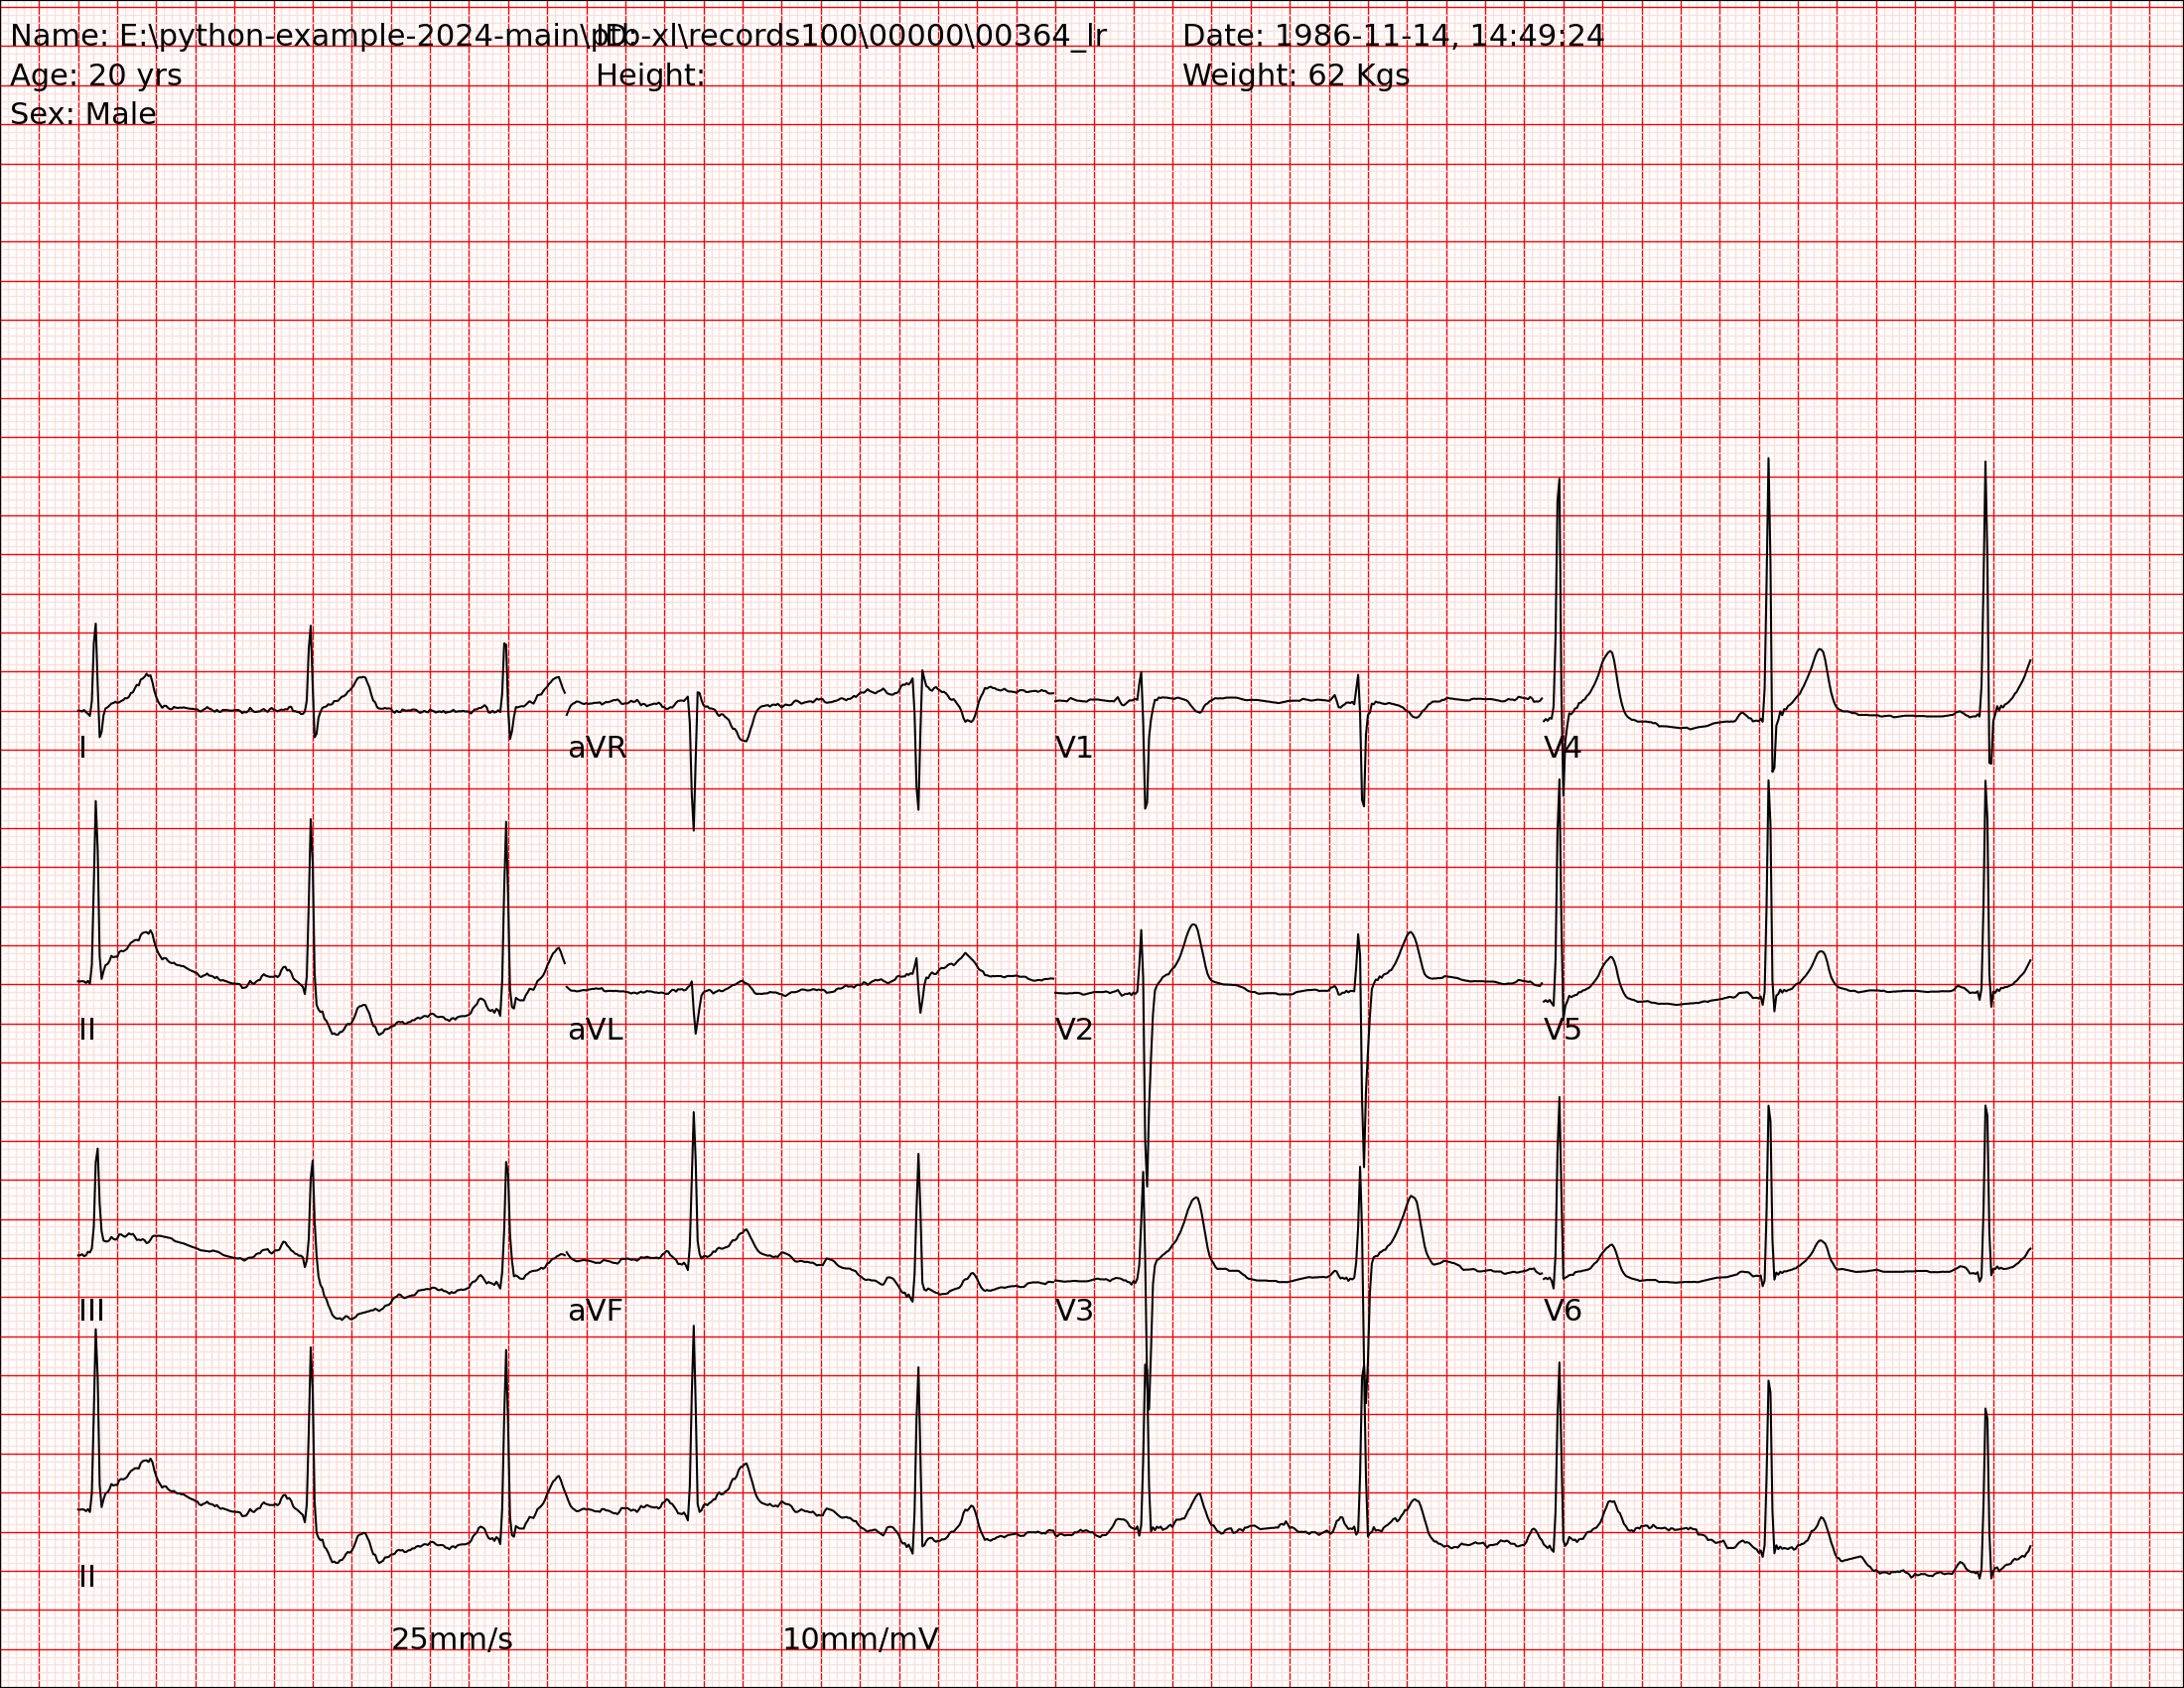 Name: E:\python-example-2024-main\ptb-xl\records100\00000\00364_lr ID: Date: 1986-11-14, 14:49:24
Age: 20 yrs Height: Weight: 62 Kgs
Sex: Male
I aVR V1 V4
II aVL V2 V5
III aVF V3 V6
II
25mm/s 10mm/mV